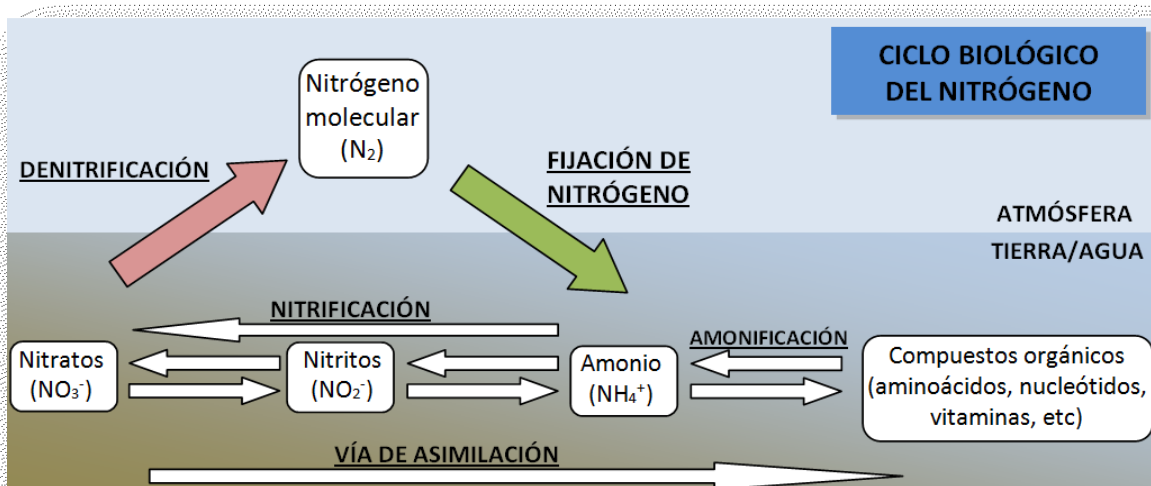 CICLO BIOLÓGICO
DEL NITRÓGENO
Nitrógeno
molecular
(N₂)
DENITRIFICACIÓN
FIJACIÓN DE
NITRÓGENO
ATMÓSFERA
TIERRA/AGUA
NITRIFICACIÓN
AMONIFICACIÓN
Nitratos
(NO₃⁻)
Nitritos
(NO₂⁻)
Amonio
(NH₄⁺)
Compuestos orgánicos
(aminoácidos, nucleótidos,
vitaminas, etc)
VÍA DE ASIMILACIÓN